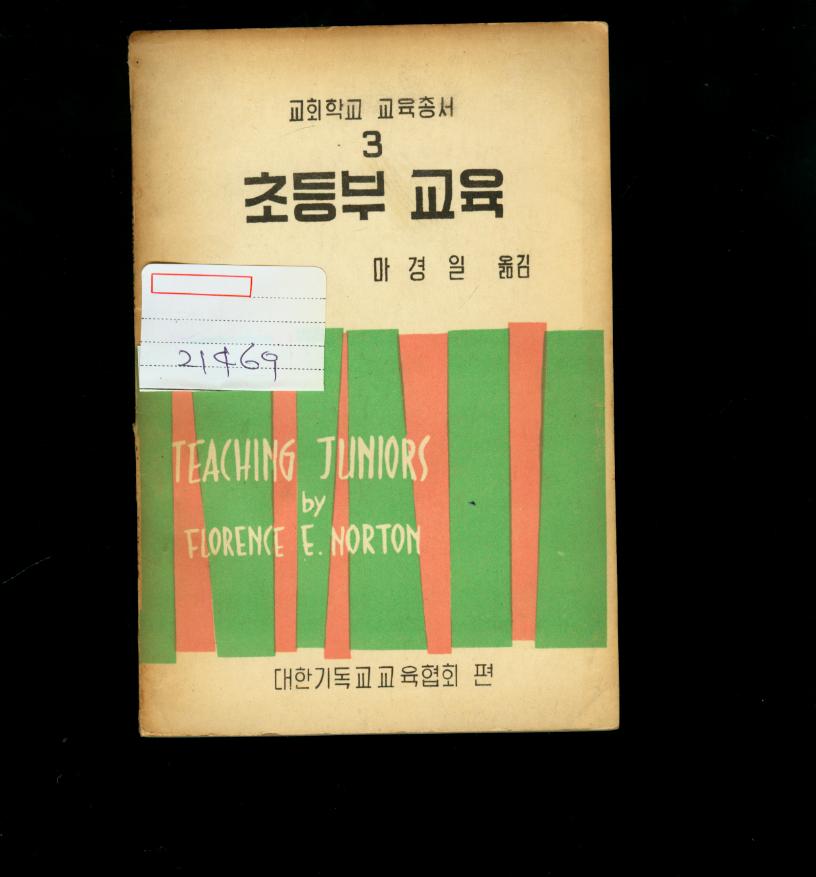 교회학교 교육총서
3
초등부 교육
마경일 옮김
21469
TEACHING JUNIORS
by
FLORENCE E. NORTON
대한기독교교육협회 편